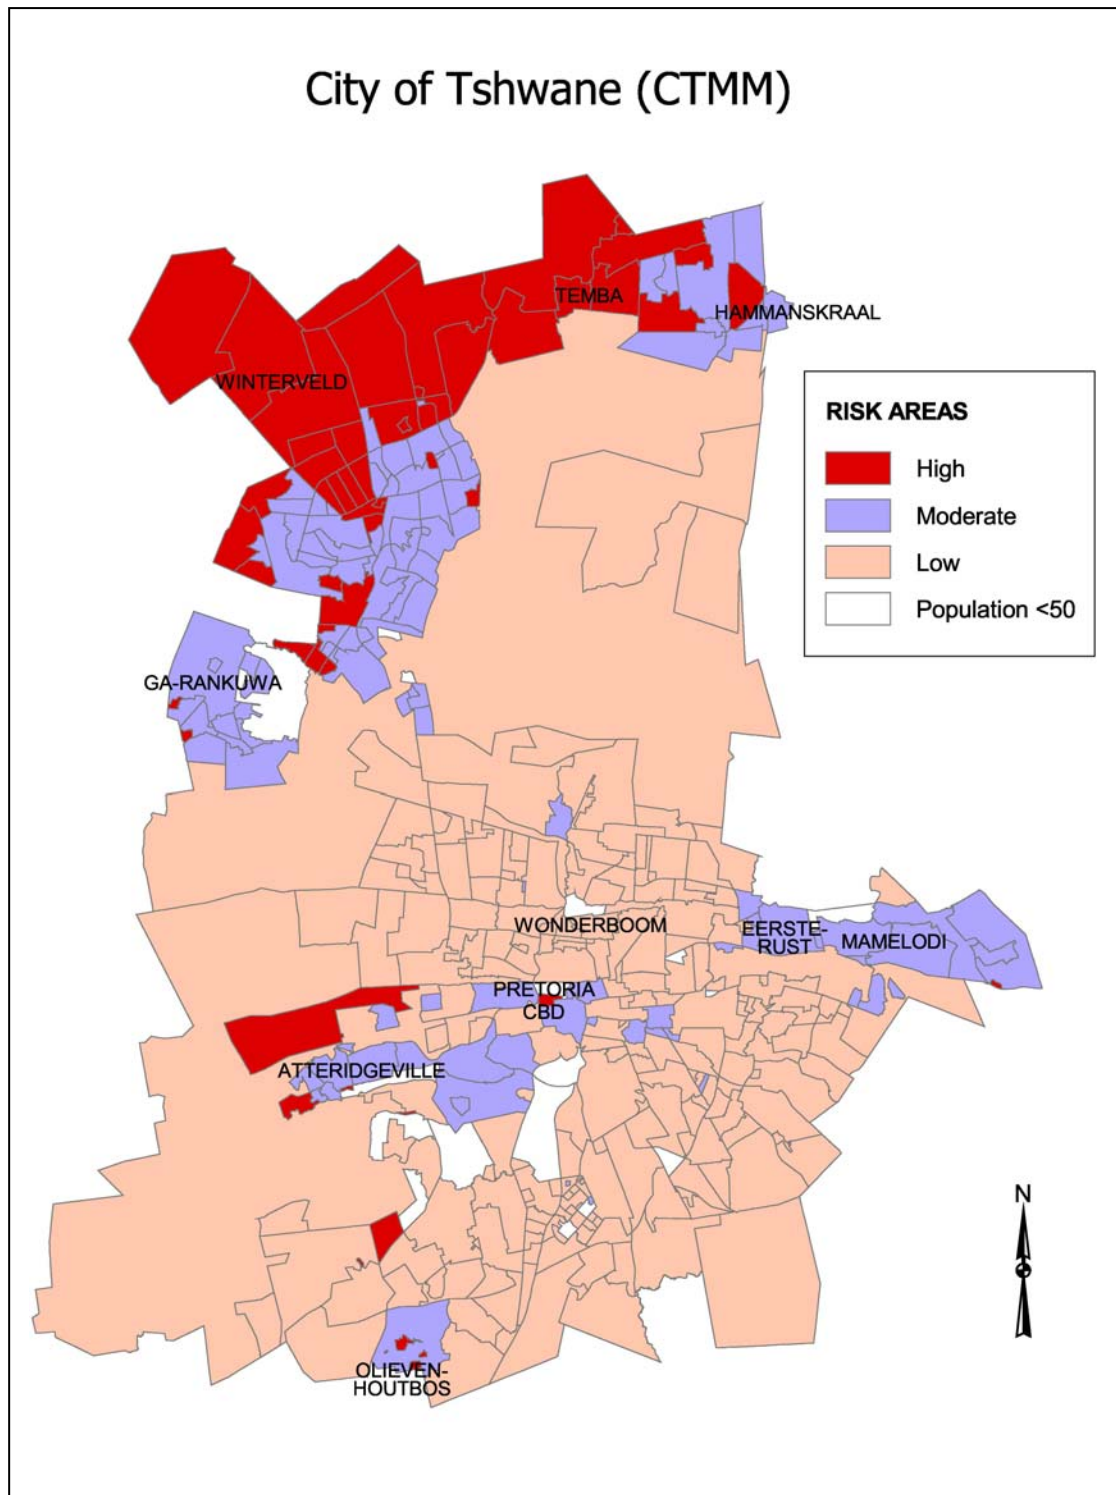 City of Tshwane (CTMM)
TEMBA
HAMMANSKRAAL
WINTERVELD
RISK AREAS
High
Moderate
Low
Population <50
GA-RANKUWA
WONDERBOOM
EERSTE-
RUST
MAMELODI
PRETORIA
CBD
ATTERIDGEVILLE
N
OLIEVEN-
HOUTBOS